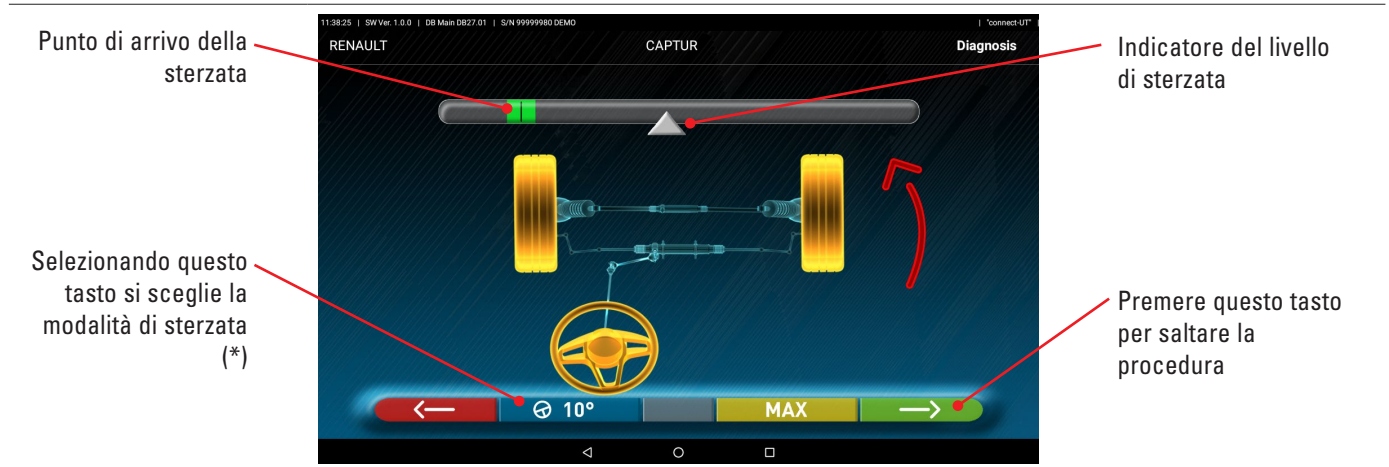 11:38:25 | SW Ver. 1.0.0 | DB Main DB27.01 | S/N 99999980 DEMO | "connect-UT" |
RENAULT CAPTUR Diagnosis
Punto di arrivo della
sterzata
Indicatore del livello
di sterzata
Selezionando questo
tasto si sceglie la
modalità di sterzata
(*)
Premere questo tasto
per saltare la
procedura
10° MAX